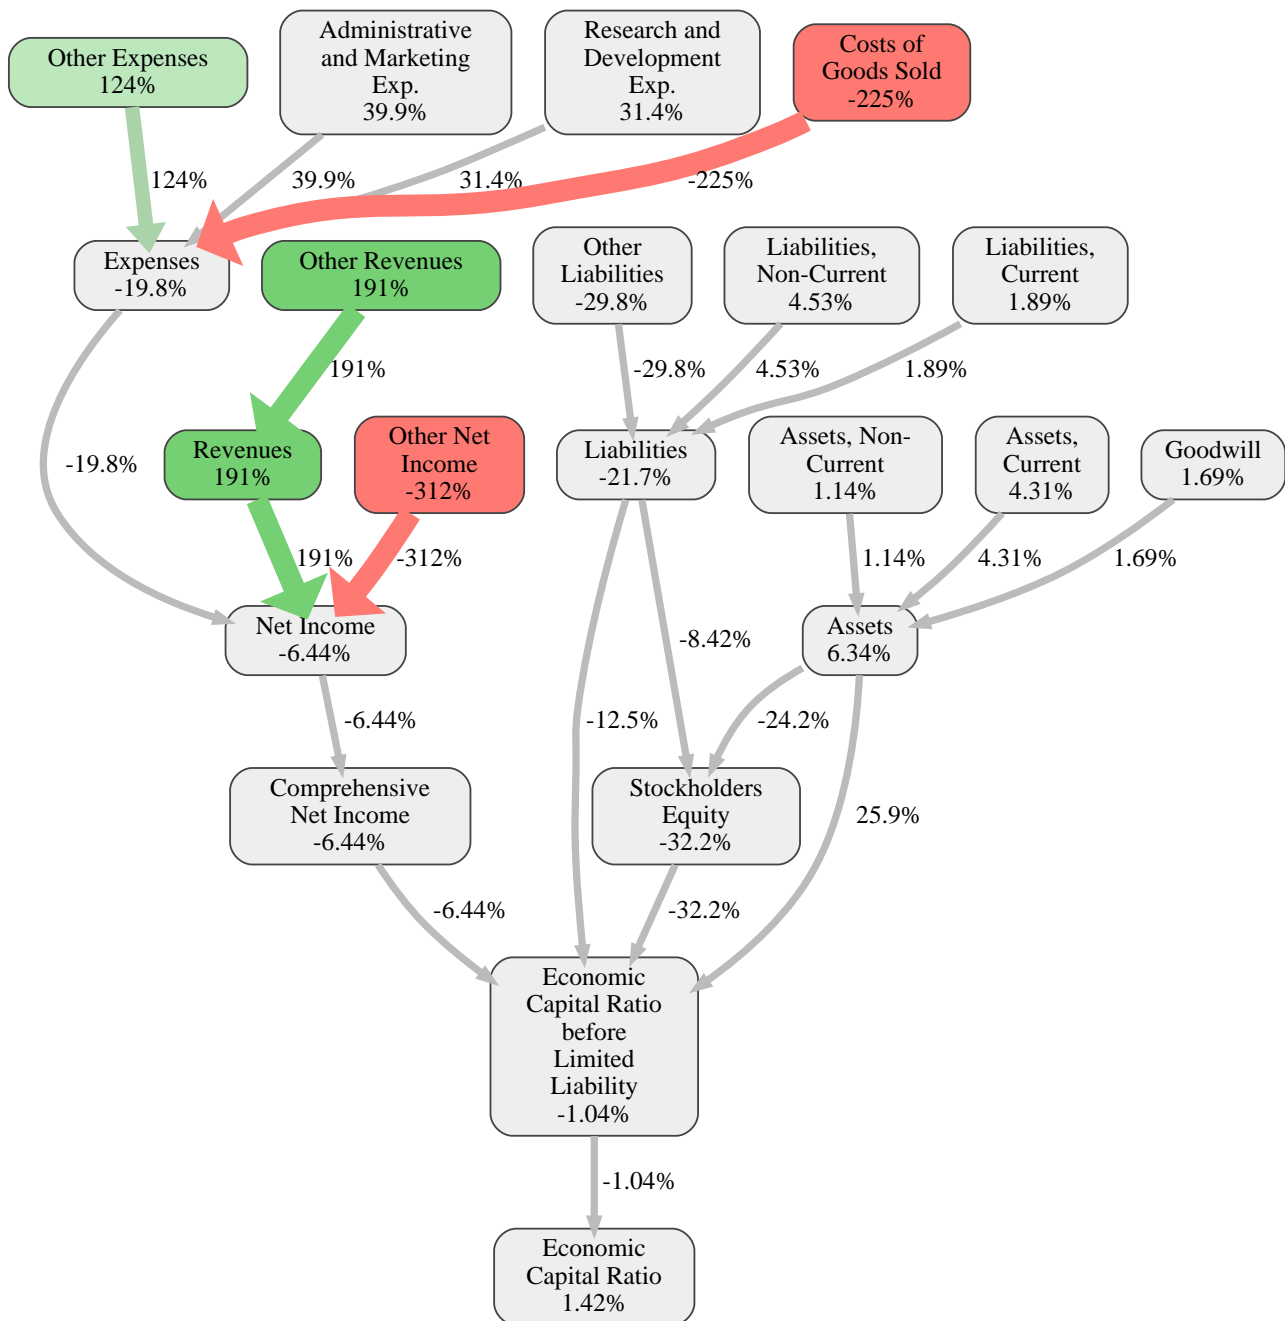 Other Expenses
124%
Administrative
and Marketing
Exp.
39.9%
Research and
Development
Exp.
31.4%
Costs of
Goods Sold
-225%
124%
39.9%
31.4%
-225%
Expenses
-19.8%
Other Revenues
191%
Other
Liabilities
-29.8%
Liabilities,
Non-Current
4.53%
Liabilities,
Current
1.89%
191%
-29.8%
4.53%
1.89%
-19.8%
Revenues
191%
Other Net
Income
-312%
Liabilities
-21.7%
Assets, Non-
Current
1.14%
Assets,
Current
4.31%
Goodwill
1.69%
191%
-312%
1.14%
4.31%
1.69%
Net Income
-6.44%
-8.42%
Assets
6.34%
-6.44%
-12.5%
-24.2%
Comprehensive
Net Income
-6.44%
Stockholders
Equity
-32.2%
25.9%
-6.44%
-32.2%
Economic
Capital Ratio
before
Limited
Liability
-1.04%
-1.04%
Economic
Capital Ratio
1.42%